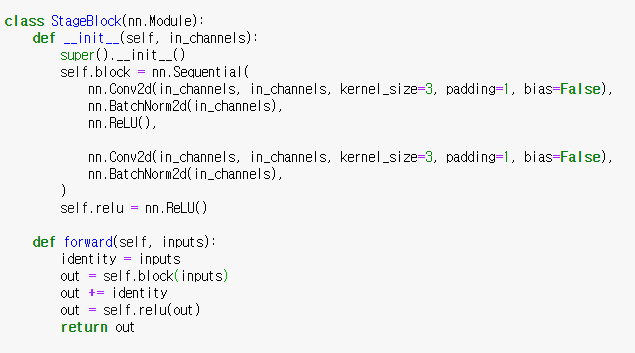 class StageBlock(nn.Module):
    def __init__(self, in_channels):
        super().__init__()
        self.block = nn.Sequential(
            nn.Conv2d(in_channels, in_channels, kernel_size=3, padding=1, bias=False),
            nn.BatchNorm2d(in_channels),
            nn.ReLU(),

            nn.Conv2d(in_channels, in_channels, kernel_size=3, padding=1, bias=False),
            nn.BatchNorm2d(in_channels),
        )
        self.relu = nn.ReLU()

    def forward(self, inputs):
        identity = inputs
        out = self.block(inputs)
        out += identity
        out = self.relu(out)
        return out